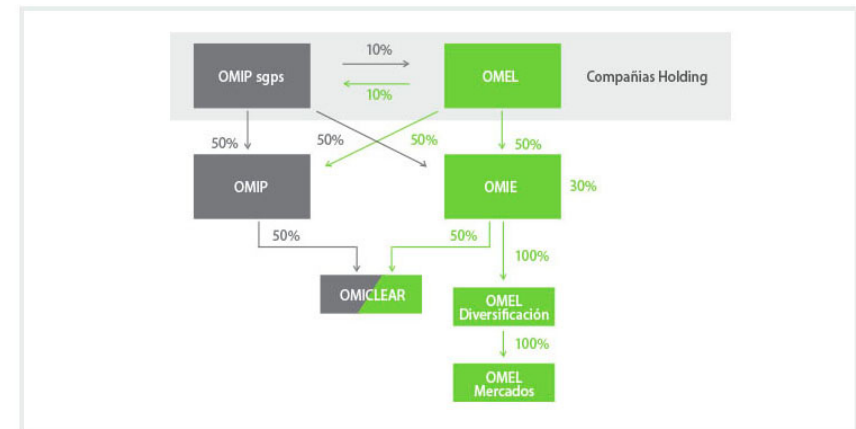 10%
OMIP sgps
OMEL
Compañias Holding
10%
50%
50%
50%
50%
OMIP
OMIE
30%
50%
50%
100%
OMICLEAR
OMEL
Diversificación
100%
OMEL
Mercados